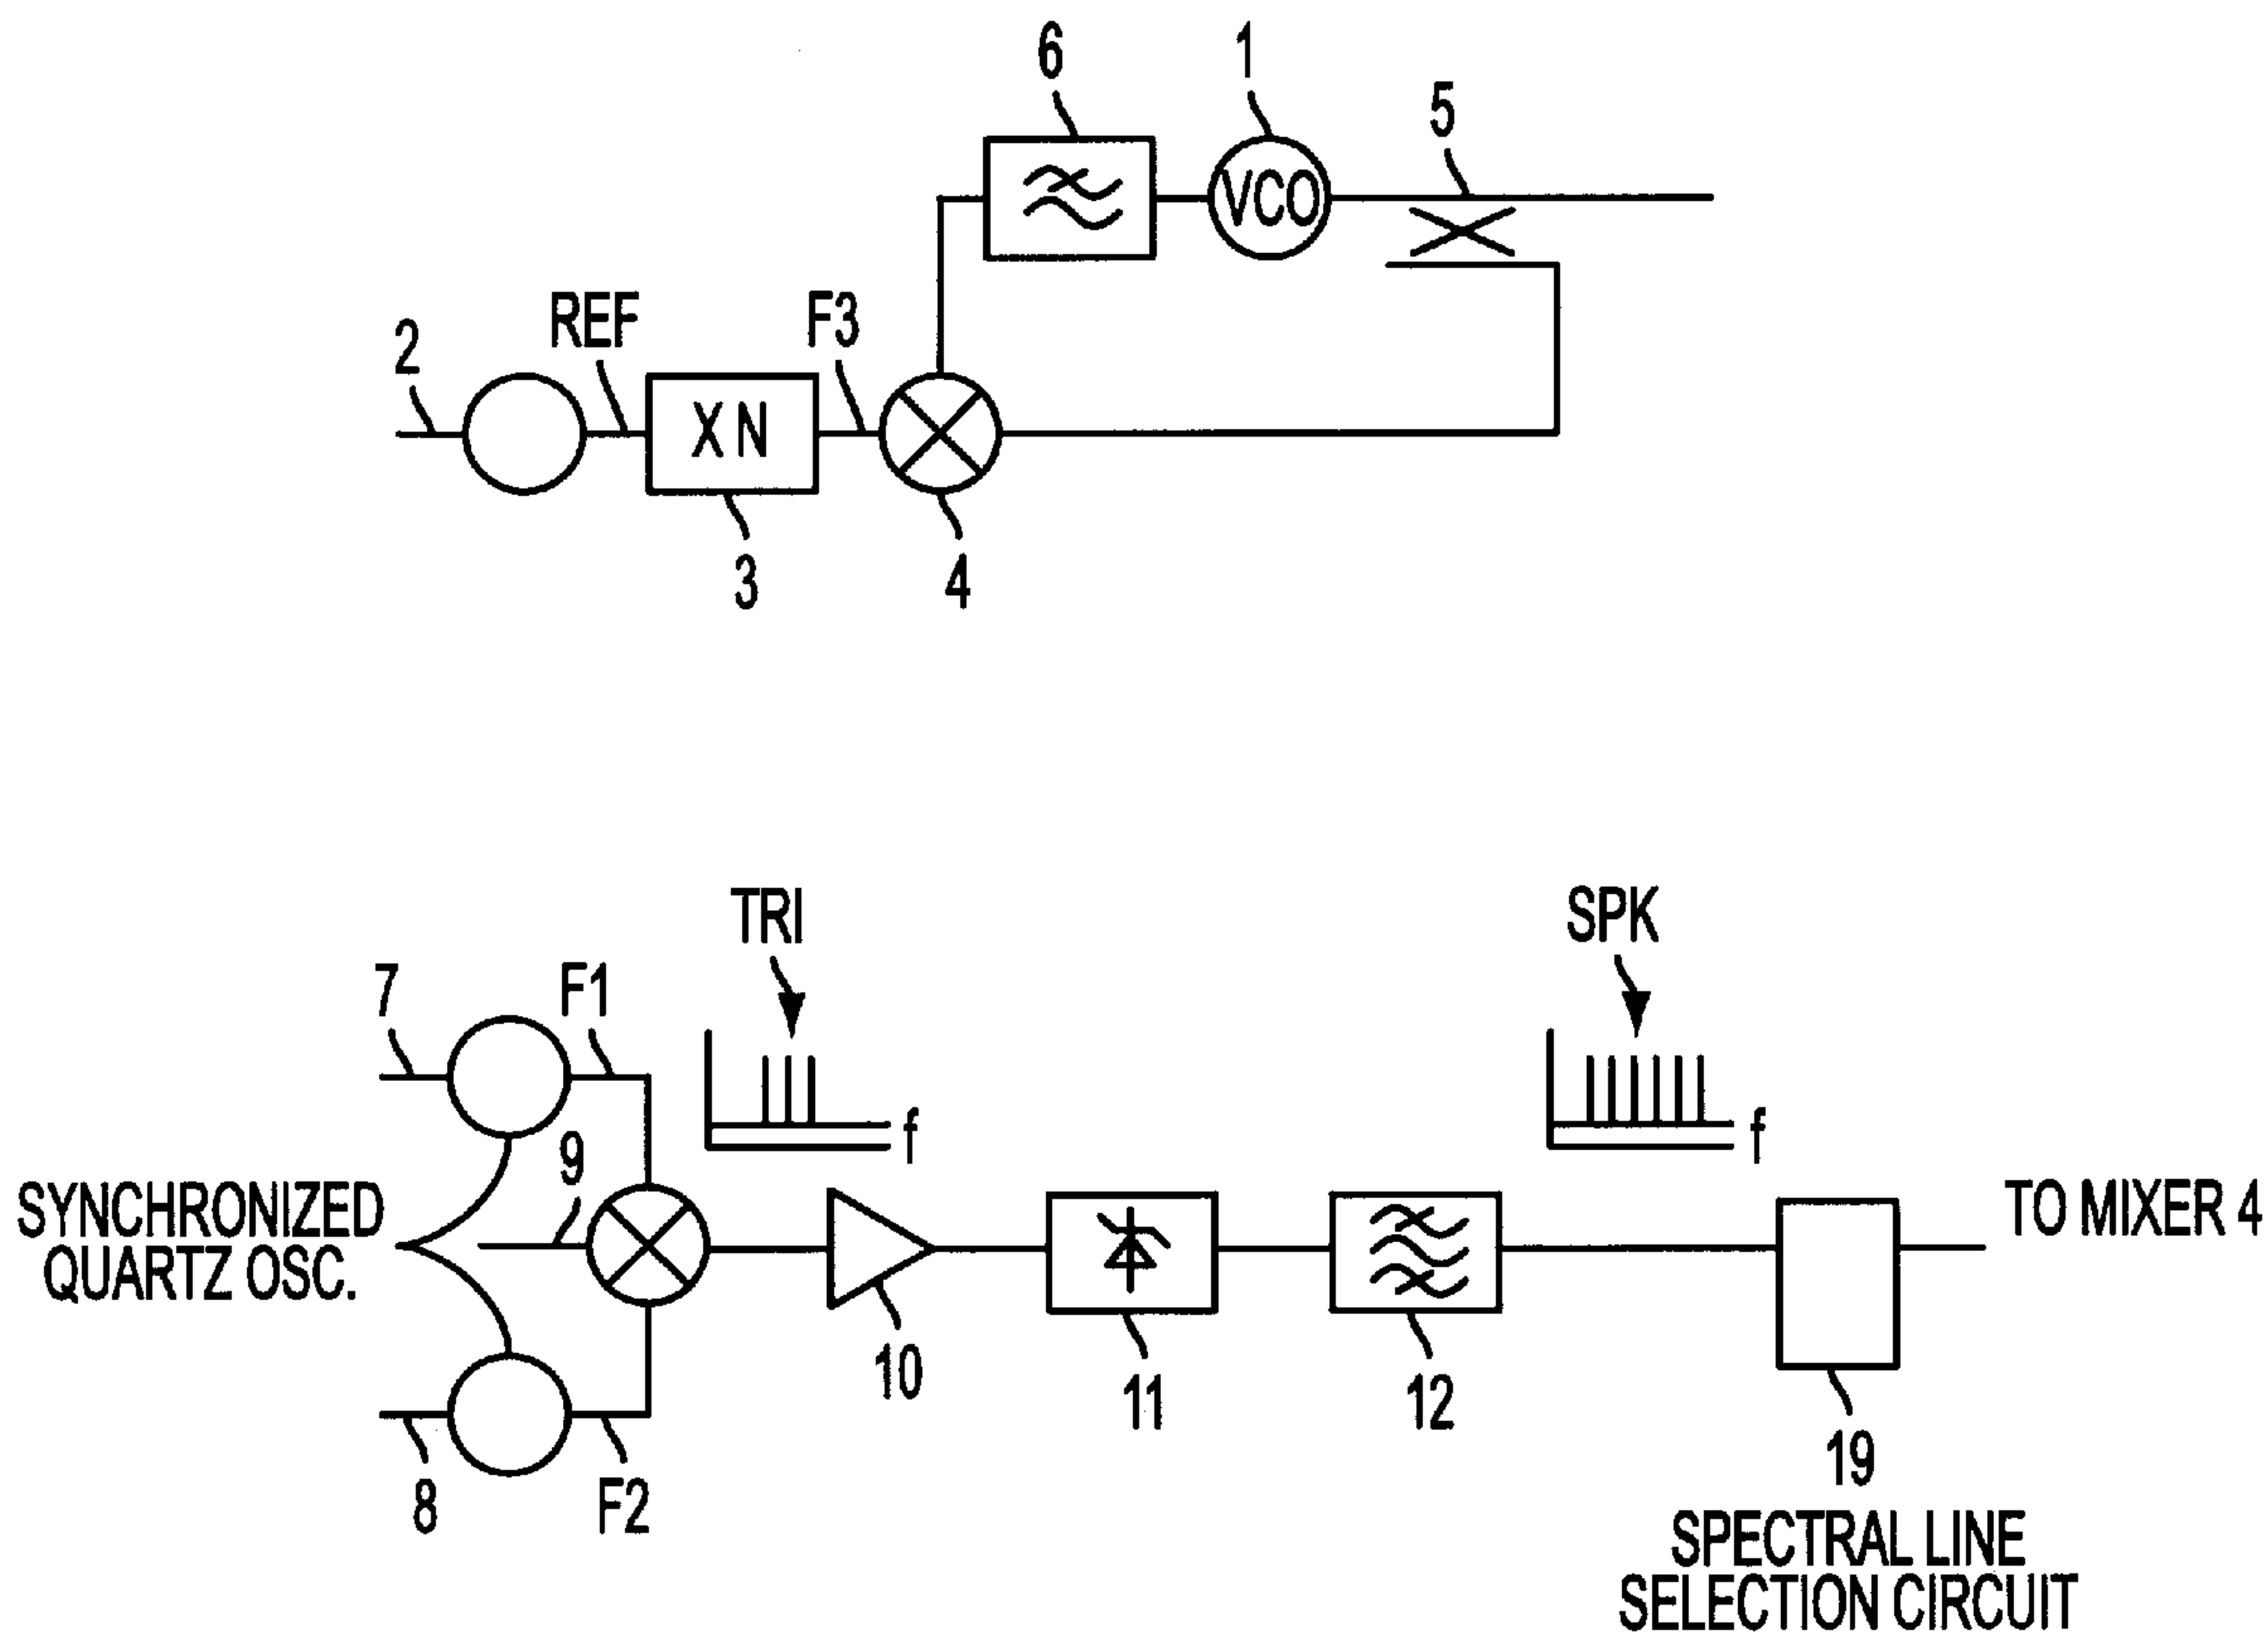 6
1
5
VCO
2
REF
F3
X N
3
4
TRI
SPK
7
F1
f
f
9
SYNCHRONIZED
QUARTZ OSC.
TO MIXER 4
10
11
12
8
F2
19
SPECTRAL LINE
SELECTION CIRCUIT